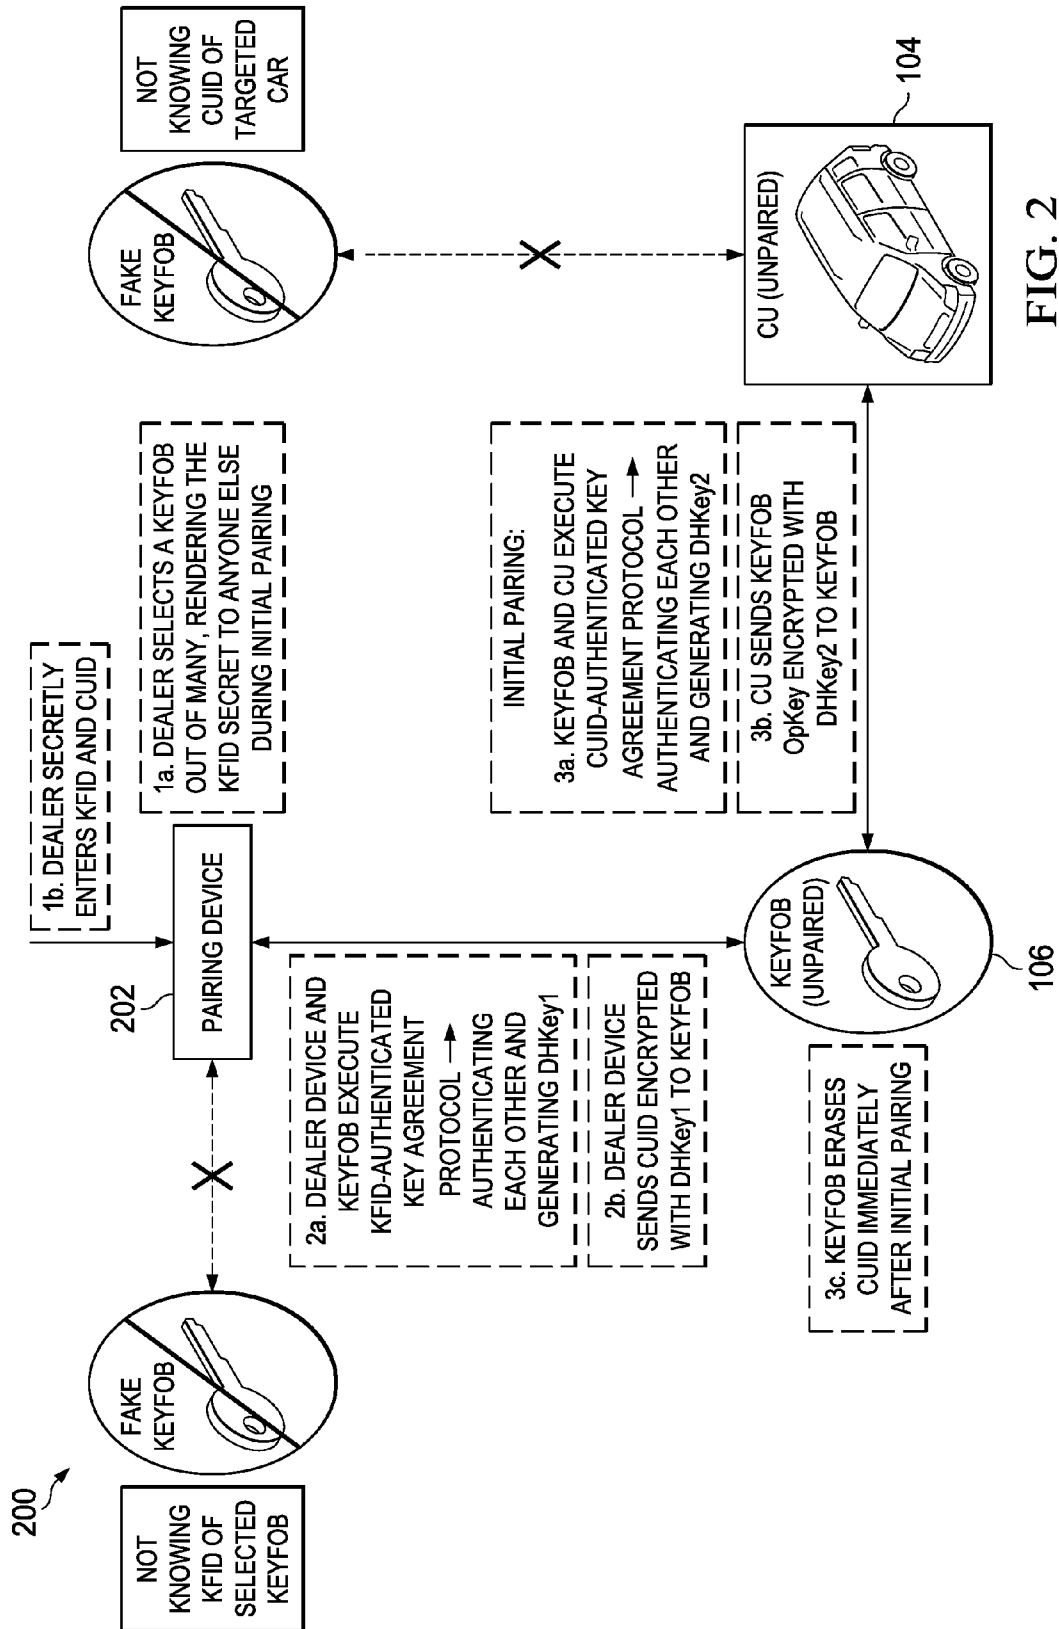 200
NOT
KNOWING
KFID OF
SELECTED
KEYFOB
FAKE
KEYFOB
202
PAIRING DEVICE
1b. DEALER SECRETLY
ENTERS KFID AND CUID
1a. DEALER SELECTS A KEYFOB
OUT OF MANY, RENDERING THE
KFID SECRET TO ANYONE ELSE
DURING INITIAL PAIRING
FAKE
KEYFOB
NOT
KNOWING
CUID OF
TARGETED
CAR
2a. DEALER DEVICE AND
KEYFOB EXECUTE
KFID-AUTHENTICATED
KEY AGREEMENT
PROTOCOL →
AUTHENTICATING
EACH OTHER AND
GENERATING DHKey1
2b. DEALER DEVICE
SENDS CUID ENCRYPTED
WITH DHKey1 TO KEYFOB
INITIAL PAIRING:
3a. KEYFOB AND CU EXECUTE
CUID-AUTHENTICATED KEY
AGREEMENT PROTOCOL →
AUTHENTICATING EACH OTHER
AND GENERATING DHKey2
3b. CU SENDS KEYFOB
OpKey ENCRYPTED WITH
DHKey2 TO KEYFOB
3c. KEYFOB ERASES
CUID IMMEDIATELY
AFTER INITIAL PAIRING
KEYFOB
(UNPAIRED)
106
CU (UNPAIRED)
104
FIG. 2